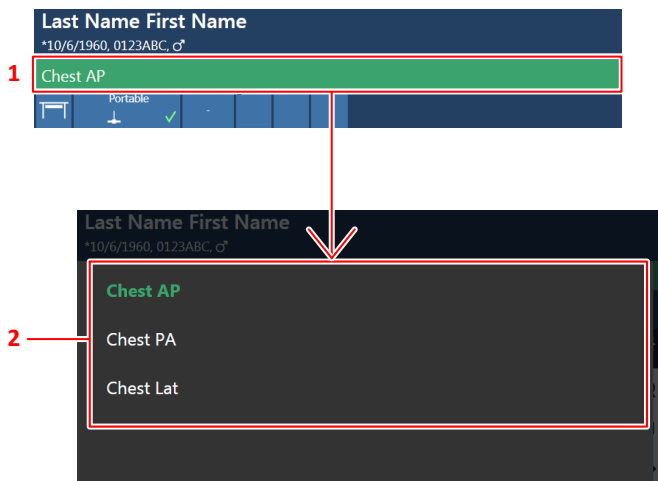 Last Name First Name
*10/6/1960, 0123ABC, ♂
1
Chest AP
Portable
-
Last Name First Name
*10/6/1960, 0123ABC, ♂
Chest AP
2
Chest PA
Chest Lat